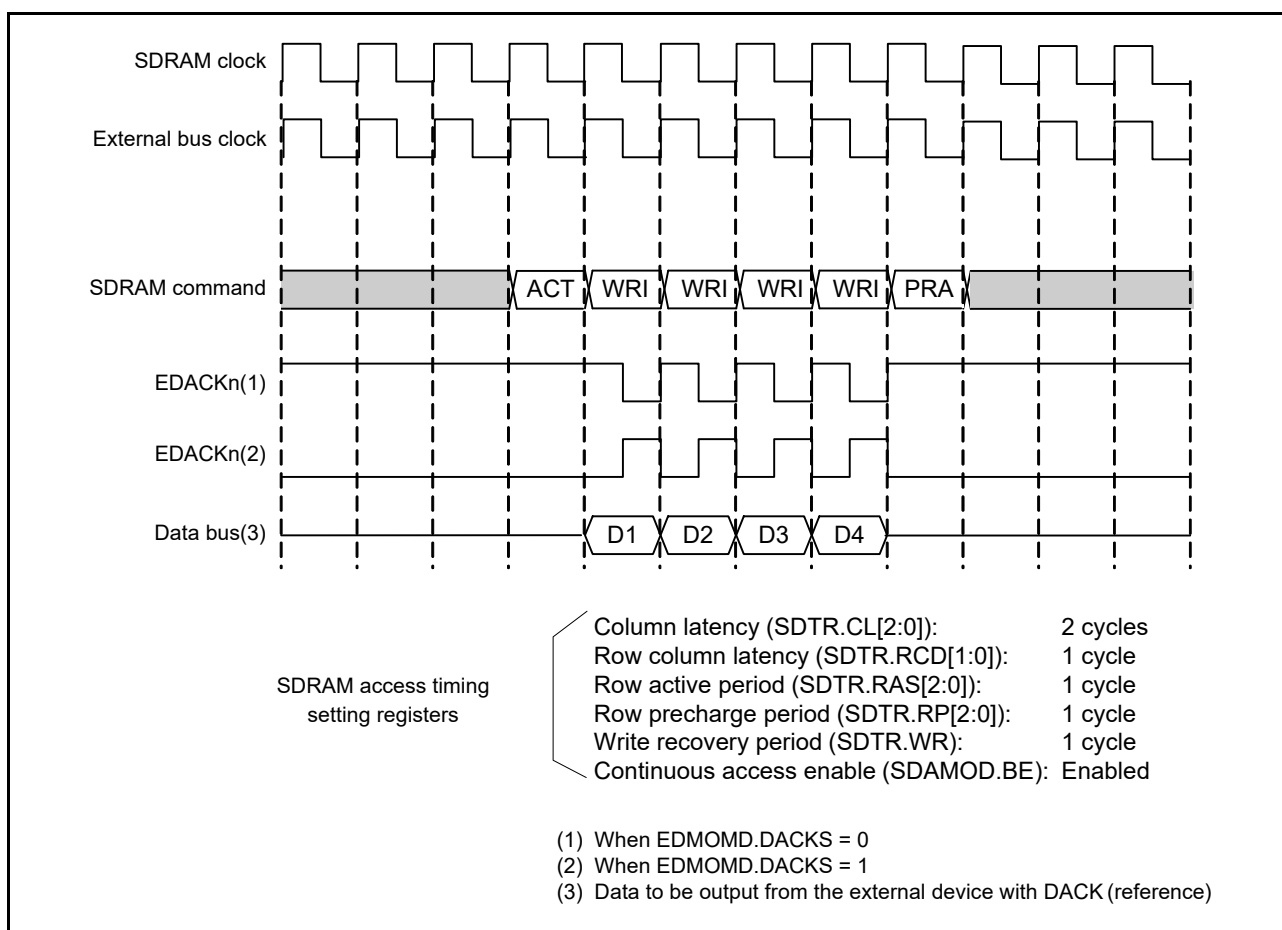 SDRAM clock
External bus clock
SDRAM command
ACT WRI WRI WRI WRI PRA
EDACKn(1)
EDACKn(2)
Data bus(3)
D1 D2 D3 D4
SDRAM access timing
setting registers
Column latency (SDTR.CL[2:0]): 2 cycles
Row column latency (SDTR.RCD[1:0]): 1 cycle
Row active period (SDTR.RAS[2:0]): 1 cycle
Row precharge period (SDTR.RP[2:0]): 1 cycle
Write recovery period (SDTR.WR): 1 cycle
Continuous access enable (SDAMOD.BE): Enabled
(1) When EDMOMD.DACKS = 0
(2) When EDMOMD.DACKS = 1
(3) Data to be output from the external device with DACK (reference)